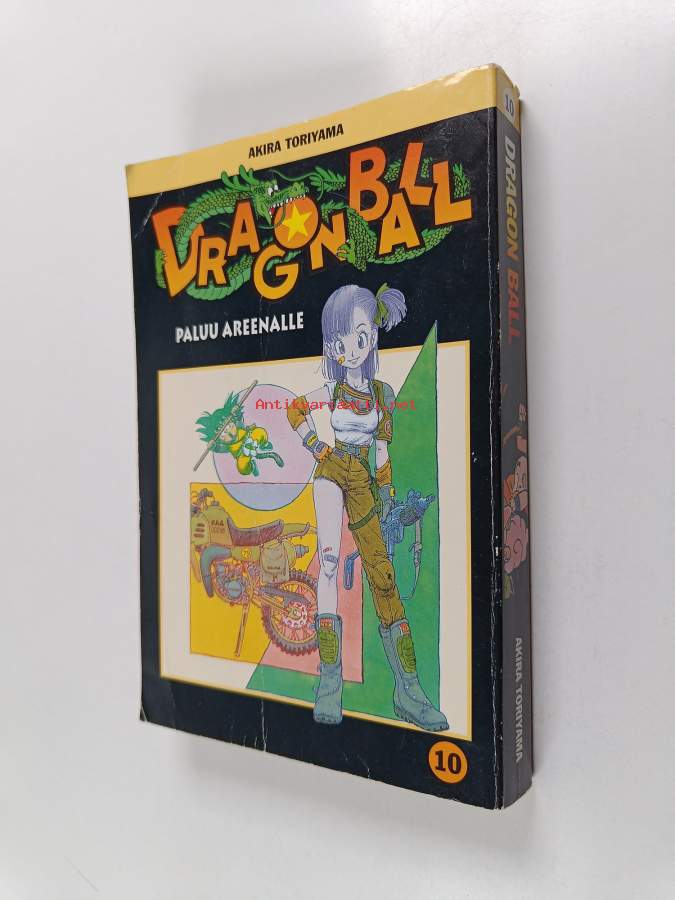 AKIRA TORIYAMA
DRAGON BALL
PALUU AREENALLE
Antikvariaatti.net
10
10
DRAGON BALL
AKIRA TORIYAMA